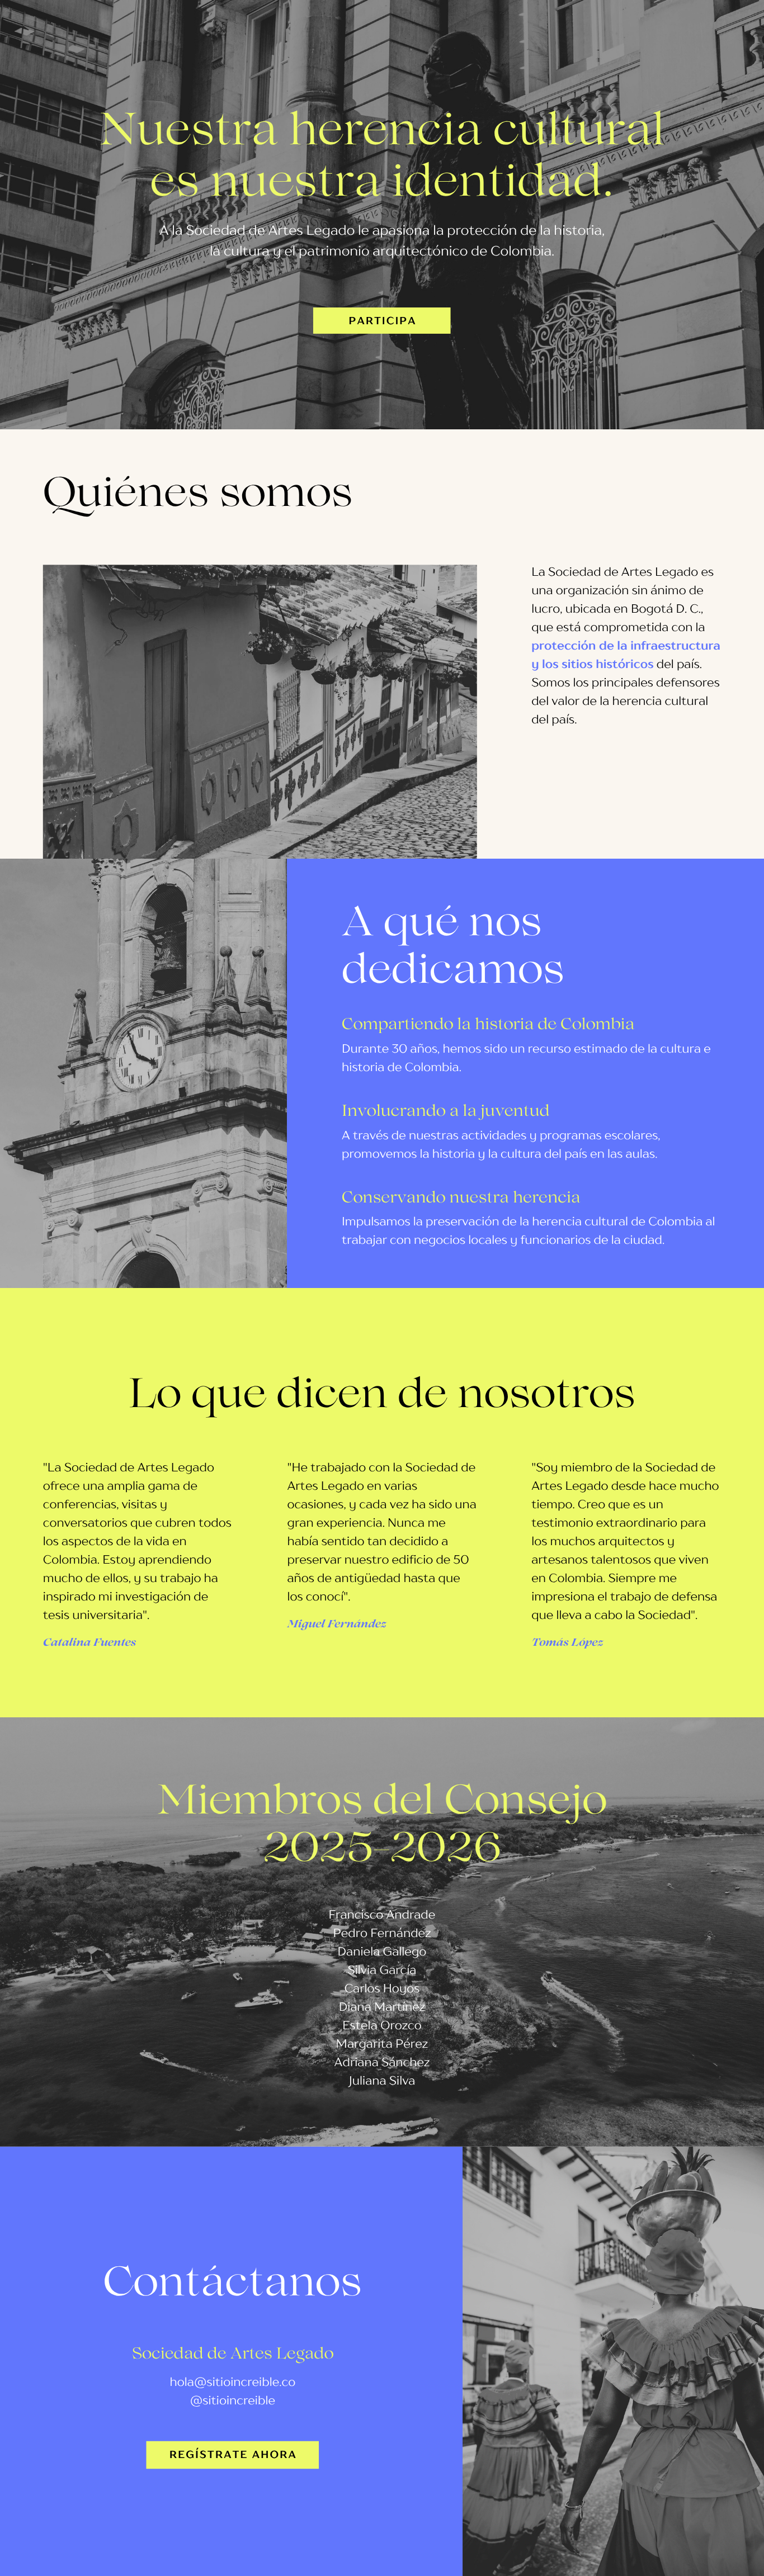 Nuestra herencia cultural
es nuestra identidad.
A la Sociedad de Artes Legado le apasiona la protección de la historia,
la cultura y el patrimonio arquitectónico de Colombia.
PARTICIPA
Quiénes somos
La Sociedad de Artes Legado es
una organización sin ánimo de
lucro, ubicada en Bogotá D. C.,
que está comprometida con la
protección de la infraestructura
y los sitios históricos del país.
Somos los principales defensores
del valor de la herencia cultural
del país.
A qué nos
dedicamos
Compartiendo la historia de Colombia
Durante 30 años, hemos sido un recurso estimado de la cultura e
historia de Colombia.
Involucrando a la juventud
A través de nuestras actividades y programas escolares,
promovemos la historia y la cultura del país en las aulas.
Conservando nuestra herencia
Impulsamos la preservación de la herencia cultural de Colombia al
trabajar con negocios locales y funcionarios de la ciudad.
Lo que dicen de nosotros
"La Sociedad de Artes Legado
ofrece una amplia gama de
conferencias, visitas y
conversatorios que cubren todos
los aspectos de la vida en
Colombia. Estoy aprendiendo
mucho de ellos, y su trabajo ha
inspirado mi investigación de
tesis universitaria".
Catalina Fuentes
"He trabajado con la Sociedad de
Artes Legado en varias
ocasiones, y cada vez ha sido una
gran experiencia. Nunca me
había sentido tan decidido a
preservar nuestro edificio de 50
años de antigüedad hasta que
los conocí".
Miguel Fernández
"Soy miembro de la Sociedad de
Artes Legado desde hace mucho
tiempo. Creo que es un
testimonio extraordinario para
los muchos arquitectos y
artesanos talentosos que viven
en Colombia. Siempre me
impresiona el trabajo de defensa
que lleva a cabo la Sociedad".
Tomás López
Miembros del Consejo
2025-2026
Francisco Andrade
Pedro Fernández
Daniela Gallego
Silvia García
Carlos Hoyos
Diana Martínez
Estela Orozco
Margarita Pérez
Adriana Sánchez
Juliana Silva
Contáctanos
Sociedad de Artes Legado
hola@sitioincreible.co
@sitioincreible
REGÍSTRATE AHORA